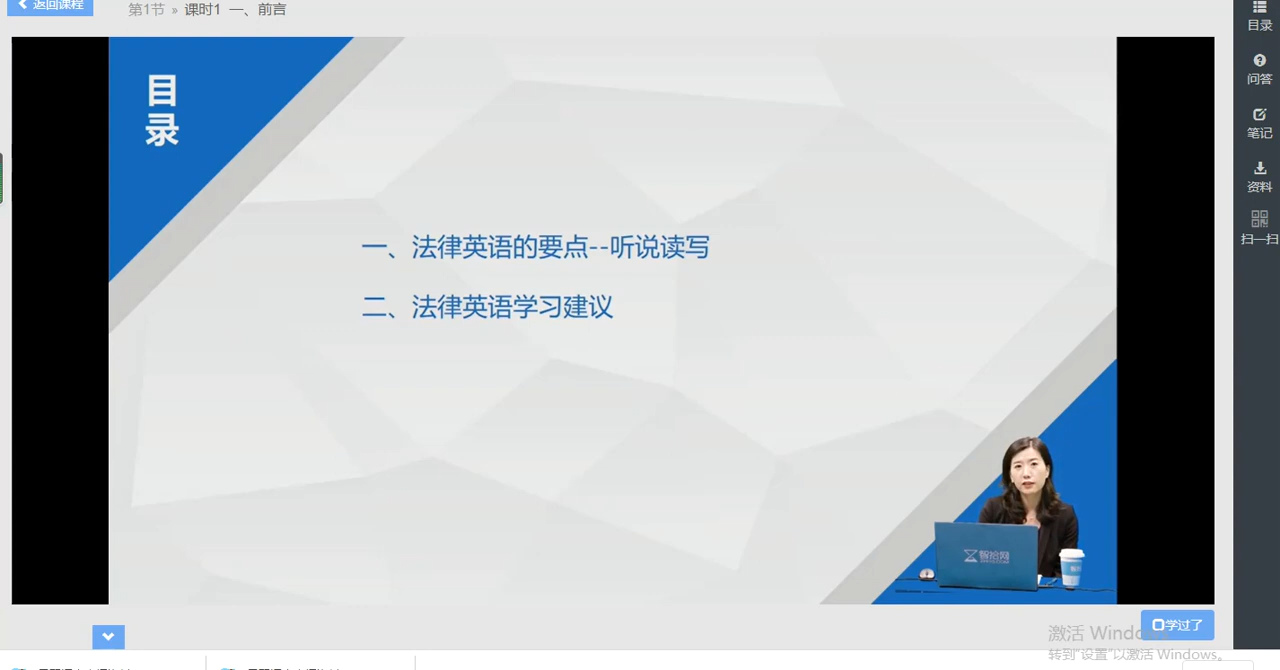 返回课程
第1节 » 课时1 一、前言
目录
问答
笔记
资料
扫一扫
目
录
一、法律英语的要点--听说读写
二、法律英语学习建议
智拾网
学过了
激活 Windows
转到“设置”以激活 Windows。